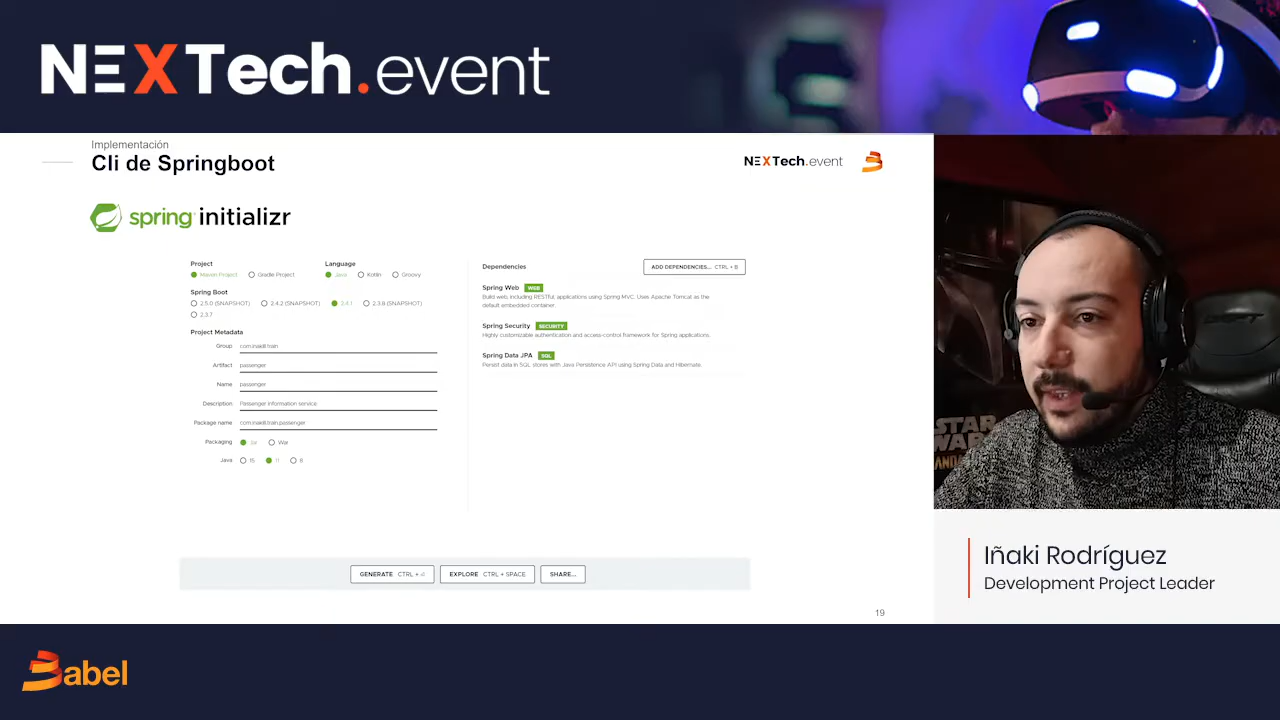 NEXTech.event
Implementación
Cli de Springboot
NEXTech.event
spring initializr
Project
Maven Project Gradle Project
Language
Java Kotlin Groovy
Spring Boot
2.5.0 (SNAPSHOT) 2.4.2 (SNAPSHOT) 2.4.1 2.3.8 (SNAPSHOT)
2.3.7
Project Metadata
Group
Artifact passenger
Name passenger
Description Passenger information service
Package name
Packaging Jar War
Java 15 11 8
Dependencies
ADD DEPENDENCIES... CTRL + B
Spring Web WEB
Build web, including RESTful, applications using Spring MVC. Uses Apache Tomcat as the
default embedded container.
Spring Security SECURITY
Highly customizable authentication and access-control framework for Spring applications.
Spring Data JPA SQL
Persist data in SQL stores with Java Persistence API using Spring Data and Hibernate.
GENERATE CTRL + ⏎
EXPLORE CTRL + SPACE
SHARE...
19
STAR
WARS
Iñaki Rodríguez
Development Project Leader
Babel